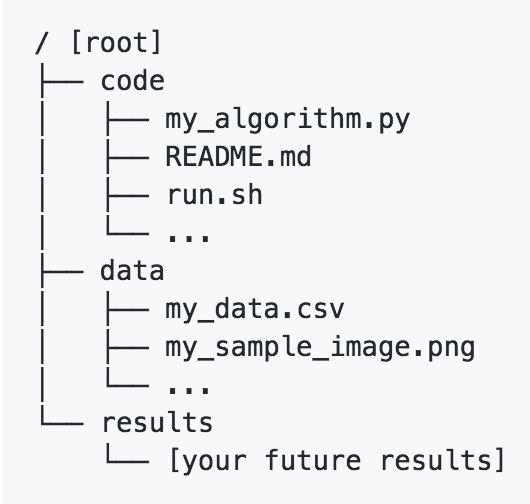 / [root]
├── code
│   ├── my_algorithm.py
│   ├── README.md
│   ├── run.sh
│   └── ...
├── data
│   ├── my_data.csv
│   ├── my_sample_image.png
│   └── ...
└── results
    └── [your future results]